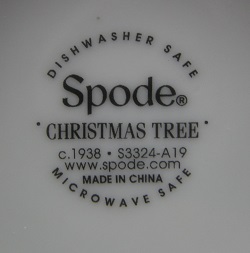 DISHWASHER SAFE
Spode®
· CHRISTMAS TREE ·
c.1938 · S3324-A19
www.spode.com
MADE IN CHINA
MICROWAVE SAFE